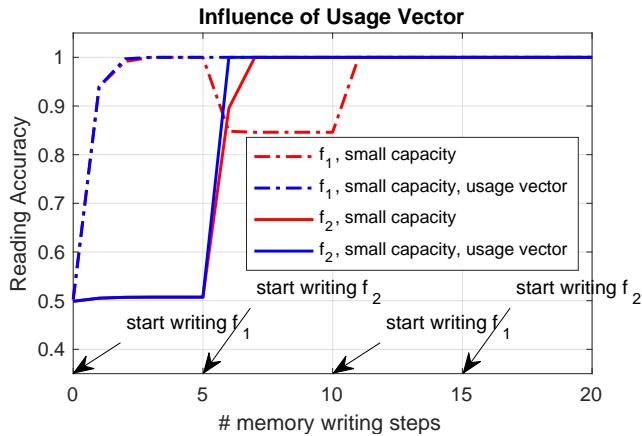 Influence of Usage Vector
Reading Accuracy
1
0.9
0.8
0.7
0.6
0.5
0.4
f1, small capacity
f1, small capacity, usage vector
f2, small capacity
f2, small capacity, usage vector
start writing f2
start writing f2
start writing f1
start writing f1
0 5 10 15 20
# memory writing steps